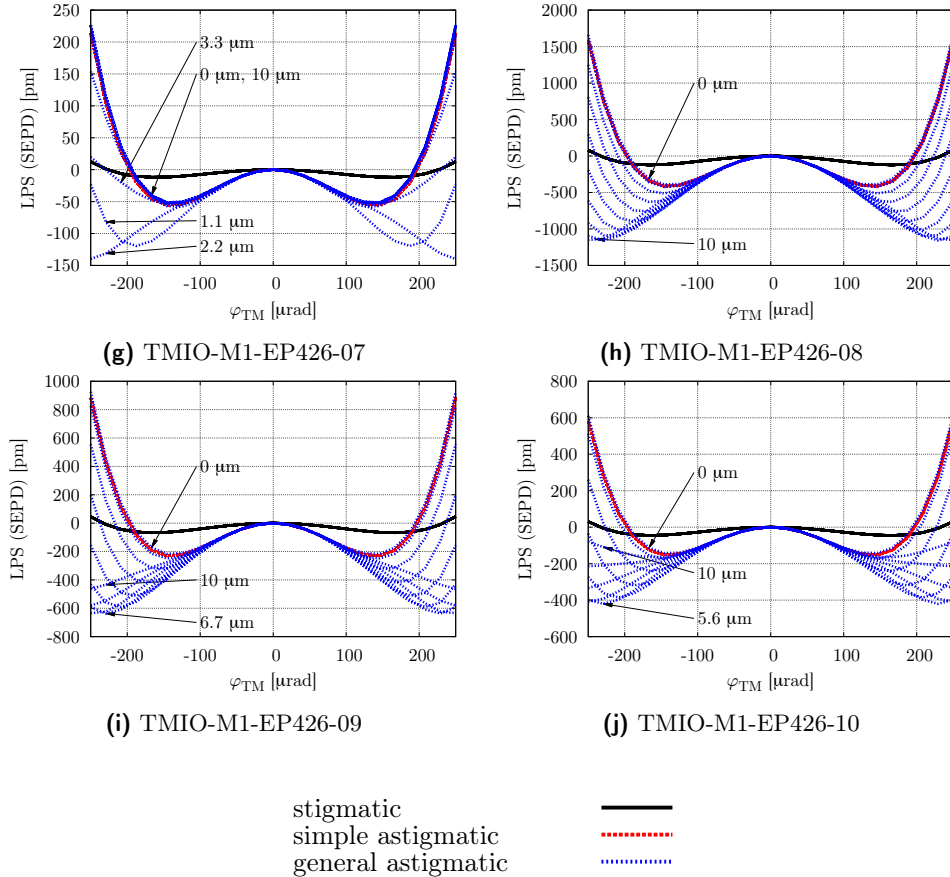 250
200
150
100
50
0
-50
-100
-150
LPS (SEPD) [pm]
3.3 µm
0 µm, 10 µm
1.1 µm
2.2 µm
-200 -100 0 100 200
φTM [µrad]
(g) TMIO-M1-EP426-07
2000
1500
1000
500
0
-500
-1000
-1500
LPS (SEPD) [pm]
0 µm
10 µm
-200 -100 0 100 200
φTM [µrad]
(h) TMIO-M1-EP426-08
1000
800
600
400
200
0
-200
-400
-600
-800
LPS (SEPD) [pm]
0 µm
10 µm
6.7 µm
-200 -100 0 100 200
φTM [µrad]
(i) TMIO-M1-EP426-09
800
600
400
200
0
-200
-400
-600
LPS (SEPD) [pm]
0 µm
10 µm
5.6 µm
-200 -100 0 100 200
φTM [µrad]
(j) TMIO-M1-EP426-10
stigmatic
simple astigmatic
general astigmatic